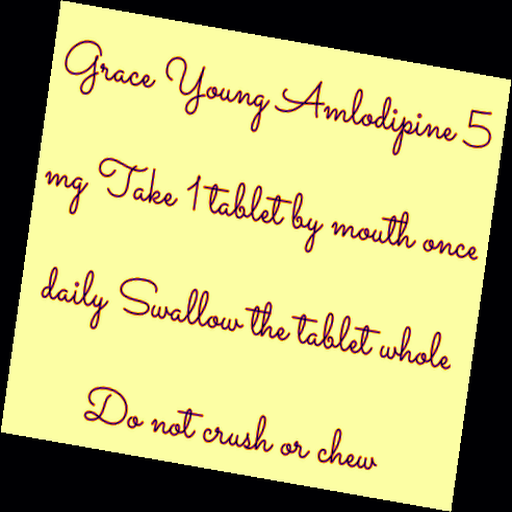 Grace Young Amlodipine 5
mg Take 1 tablet by mouth once
daily Swallow the tablet whole
Do not crush or chew